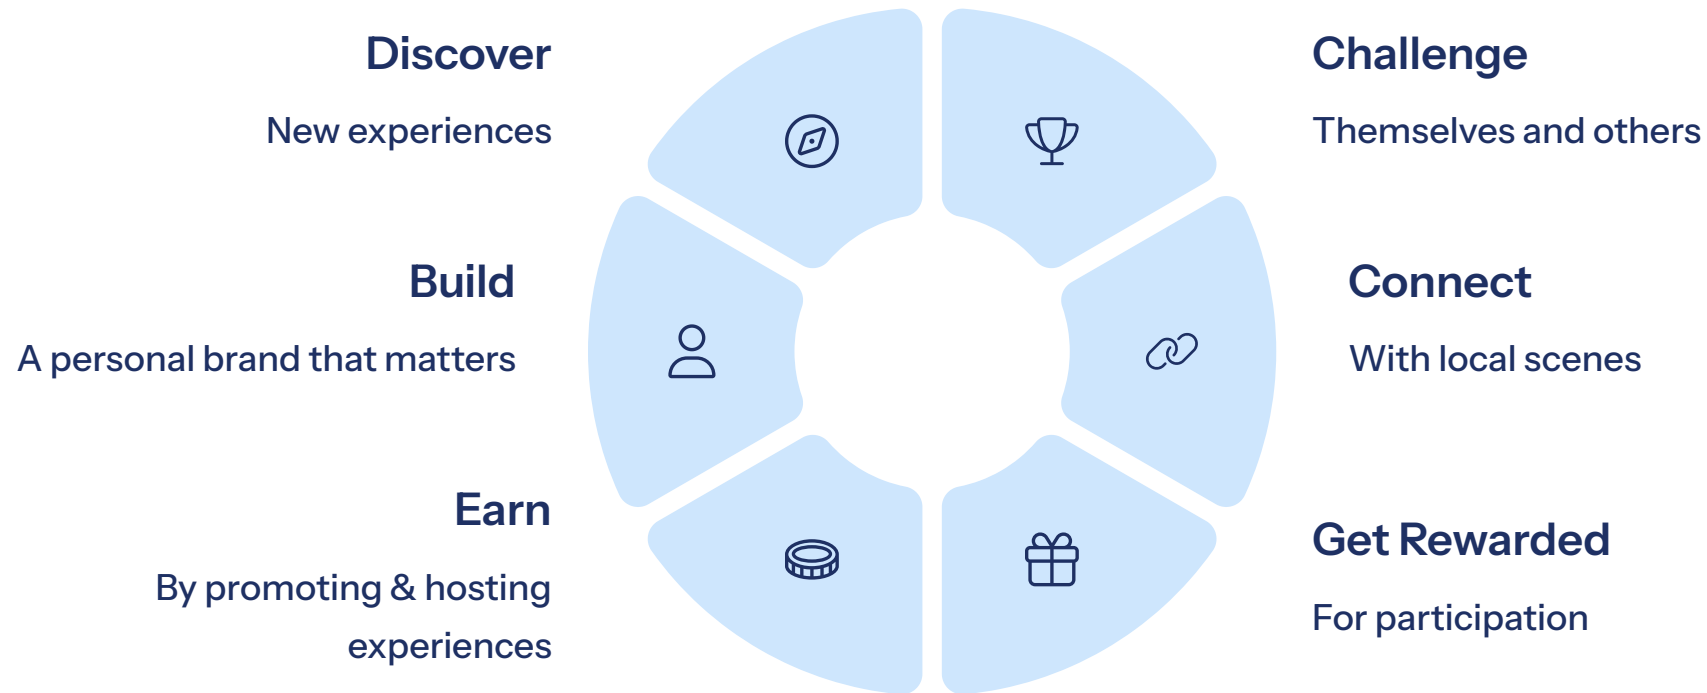 Discover
New experiences
Build
A personal brand that matters
Earn
By promoting & hosting
experiences
Challenge
Themselves and others
Connect
With local scenes
Get Rewarded
For participation